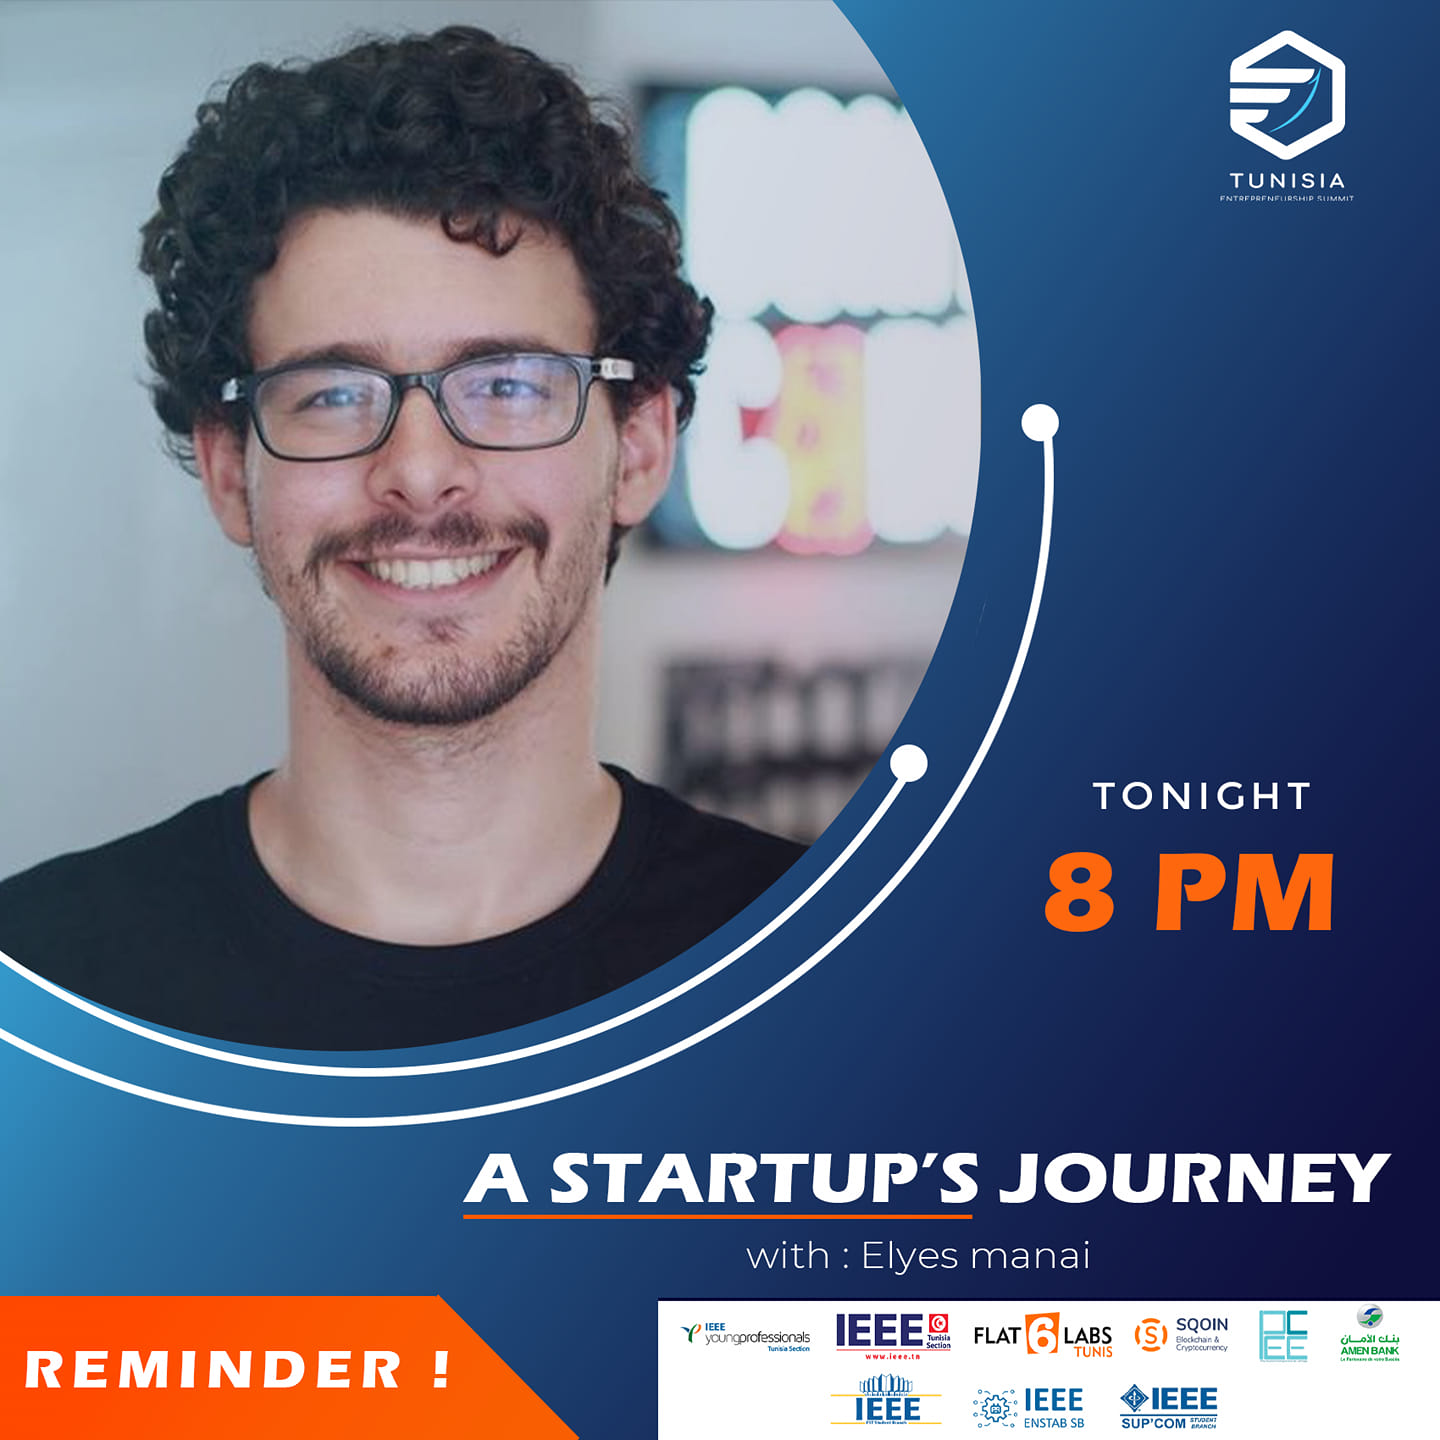 TUNISIA
ENTREPRENEURSHIP SUMMIT
TONIGHT
8 PM
A STARTUP'S JOURNEY
with : Elyes manai
REMINDER !
IEEE
youngprofessionals
Tunisia Section
IEEE Tunisia Section
www.ieee.tn
FLAT 6 LABS
TUNIS
SQOIN
Blockchain &
Cryptocurrency
PCEE
بنك الأمان
AMEN BANK
IEEE
IEEE
ENSTAB SB
IEEE
SUP'COM STUDENT BRANCH